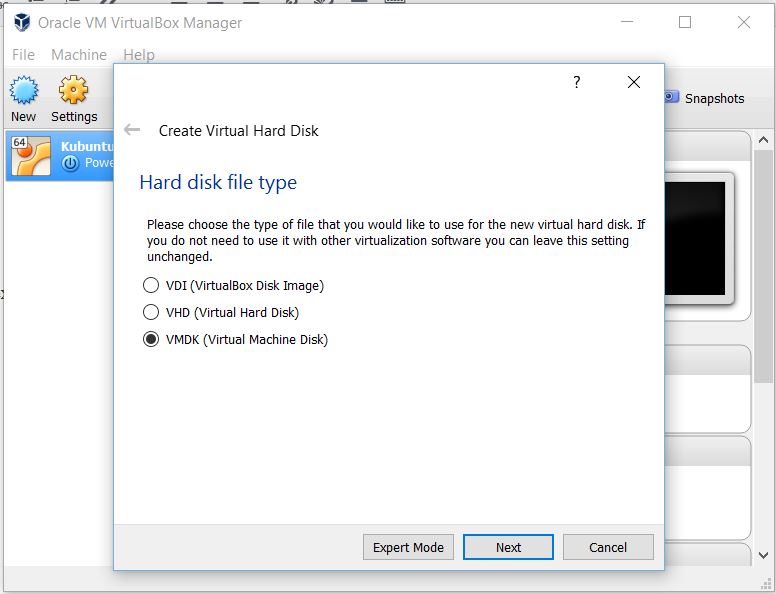 Oracle VM VirtualBox Manager
File Machine Help
New Settings
Snapshots
64
Kubuntu
Powe
?
Create Virtual Hard Disk
Hard disk file type
Please choose the type of file that you would like to use for the new virtual hard disk. If
you do not need to use it with other virtualization software you can leave this setting
unchanged.
VDI (VirtualBox Disk Image)
VHD (Virtual Hard Disk)
VMDK (Virtual Machine Disk)
Expert Mode Next Cancel